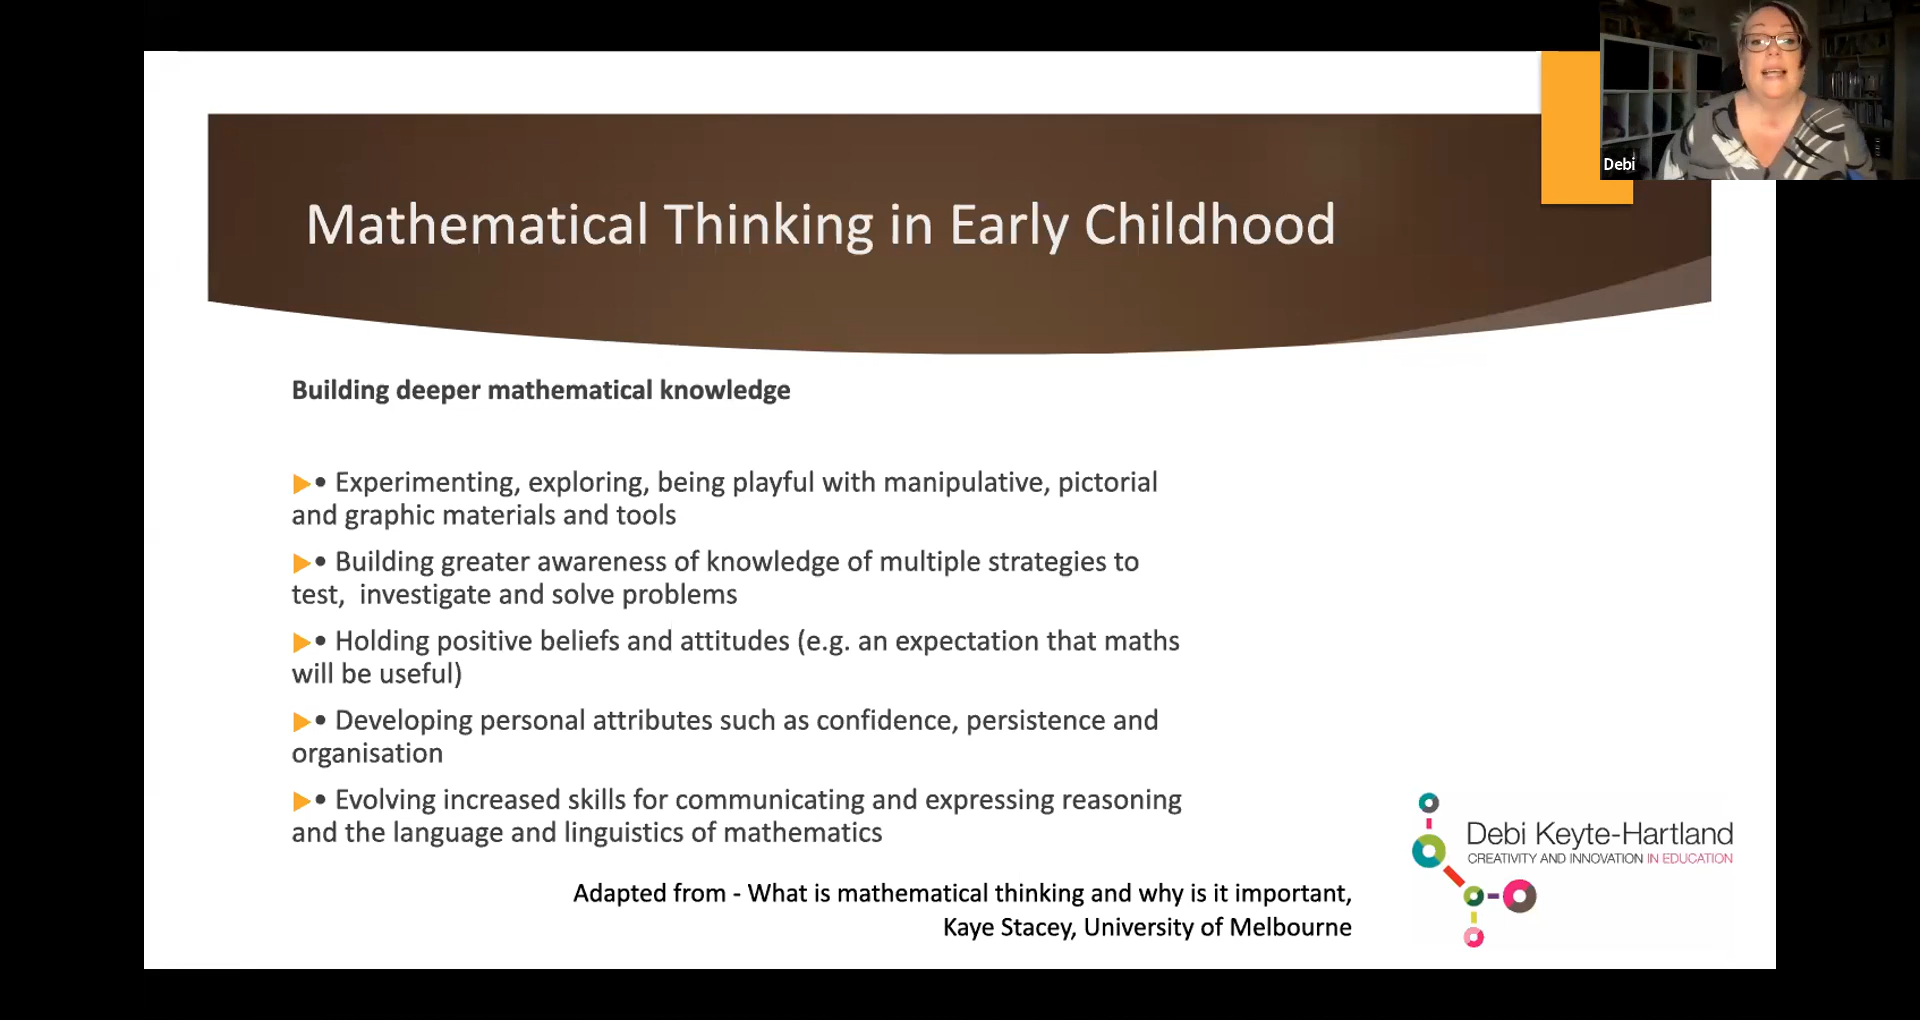 Debi
Mathematical Thinking in Early Childhood
Building deeper mathematical knowledge
• Experimenting, exploring, being playful with manipulative, pictorial
and graphic materials and tools
• Building greater awareness of knowledge of multiple strategies to
test,  investigate and solve problems
• Holding positive beliefs and attitudes (e.g. an expectation that maths
will be useful)
• Developing personal attributes such as confidence, persistence and
organisation
• Evolving increased skills for communicating and expressing reasoning
and the language and linguistics of mathematics
Debi Keyte-Hartland
CREATIVITY AND INNOVATION IN EDUCATION
Adapted from - What is mathematical thinking and why is it important,
Kaye Stacey, University of Melbourne